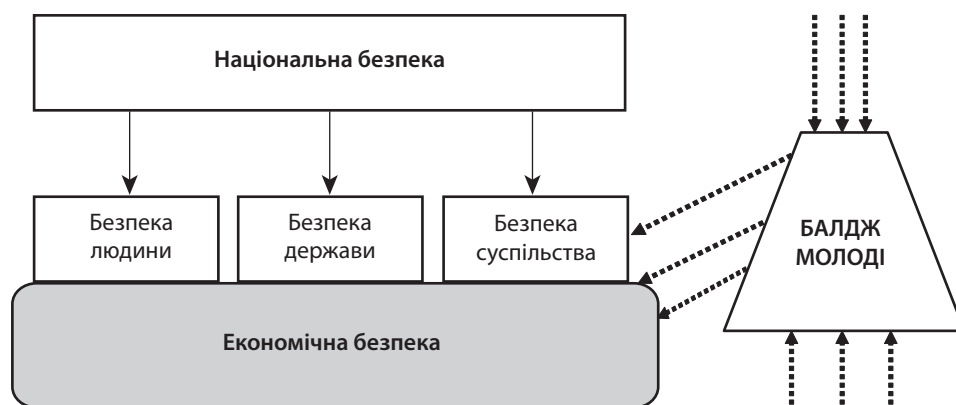 Національна безпека
Безпека
людини
Безпека
держави
Безпека
суспільства
БАЛДЖ
МОЛОДІ
Економічна безпека